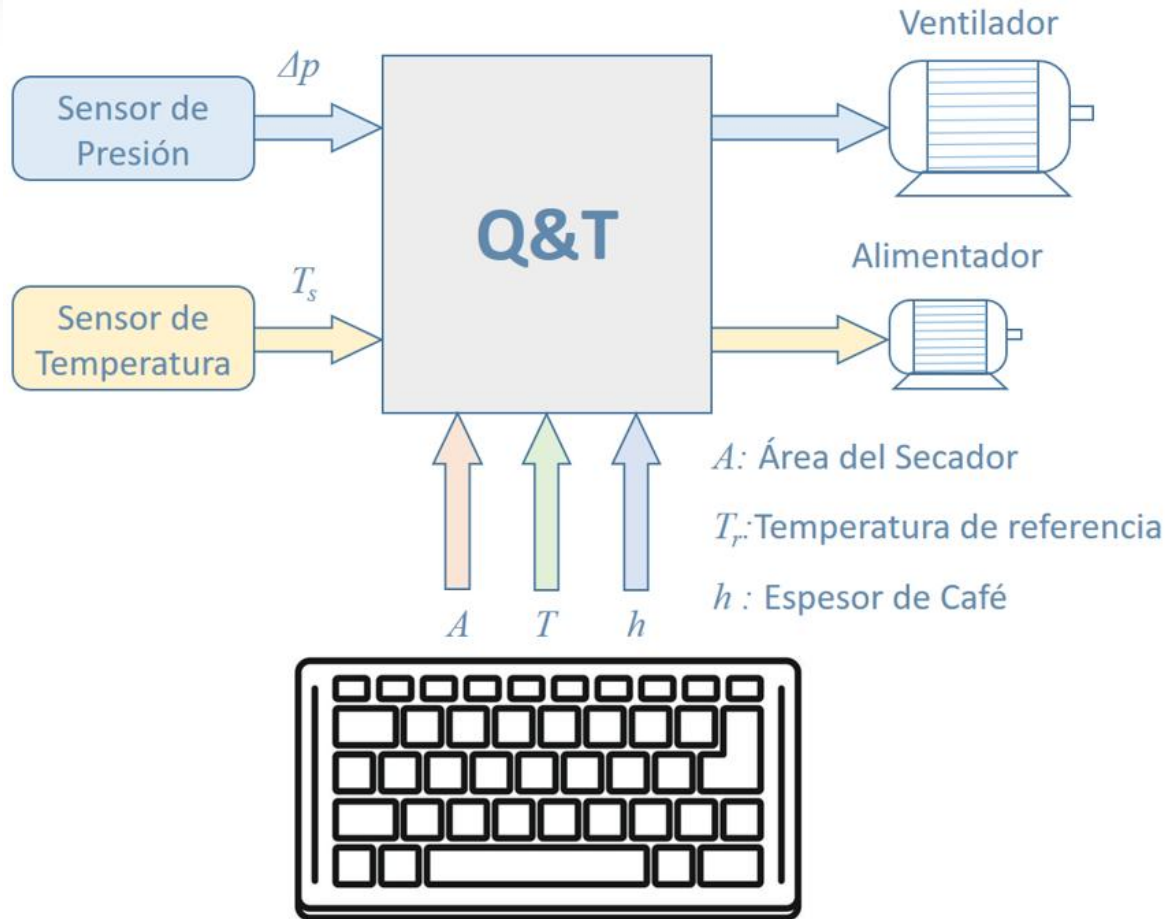 Ventilador
Δp
Sensor de
Presión
Q&T
Alimentador
T_s
Sensor de
Temperatura
A: Área del Secador
T_r: Temperatura de referencia
h : Espesor de Café
A T h